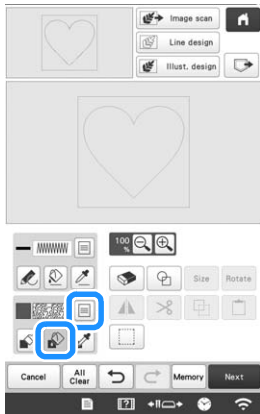 Image scan
Line design
Illust. design
100 %
Size
Rotate
Cancel
All Clear
Memory
Next